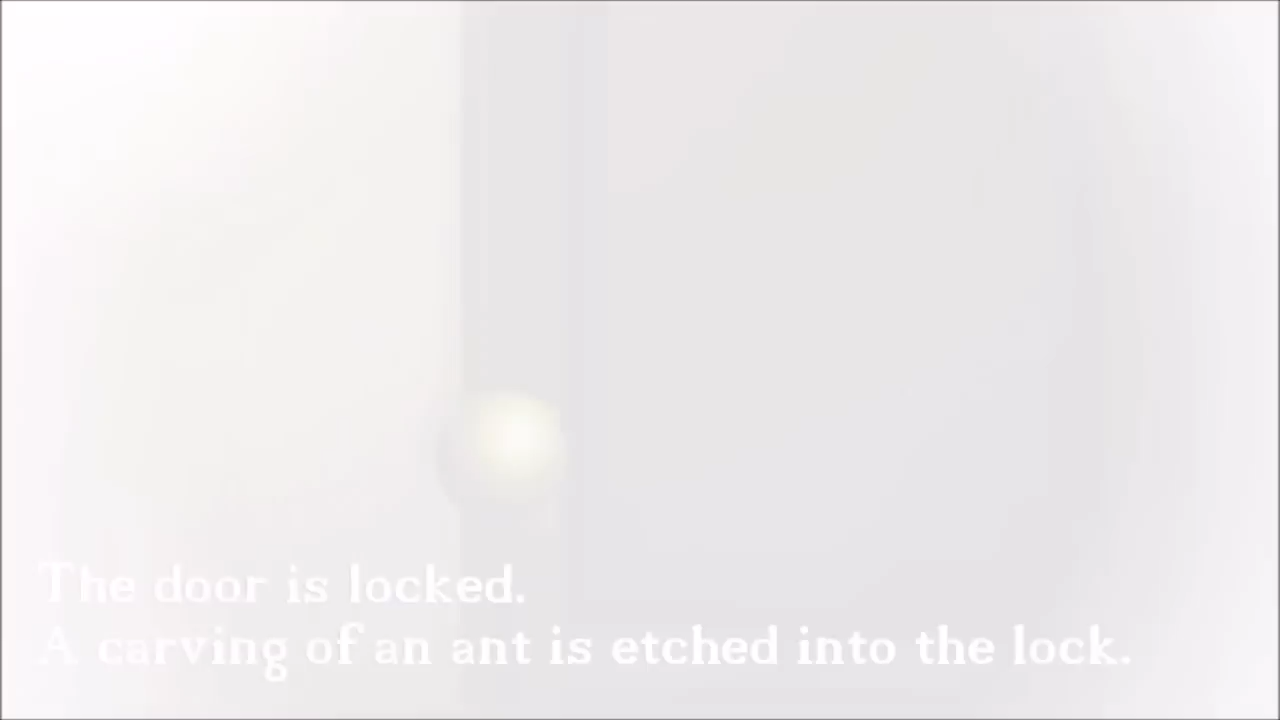 The door is locked.
A carving of an ant is etched into the lock.